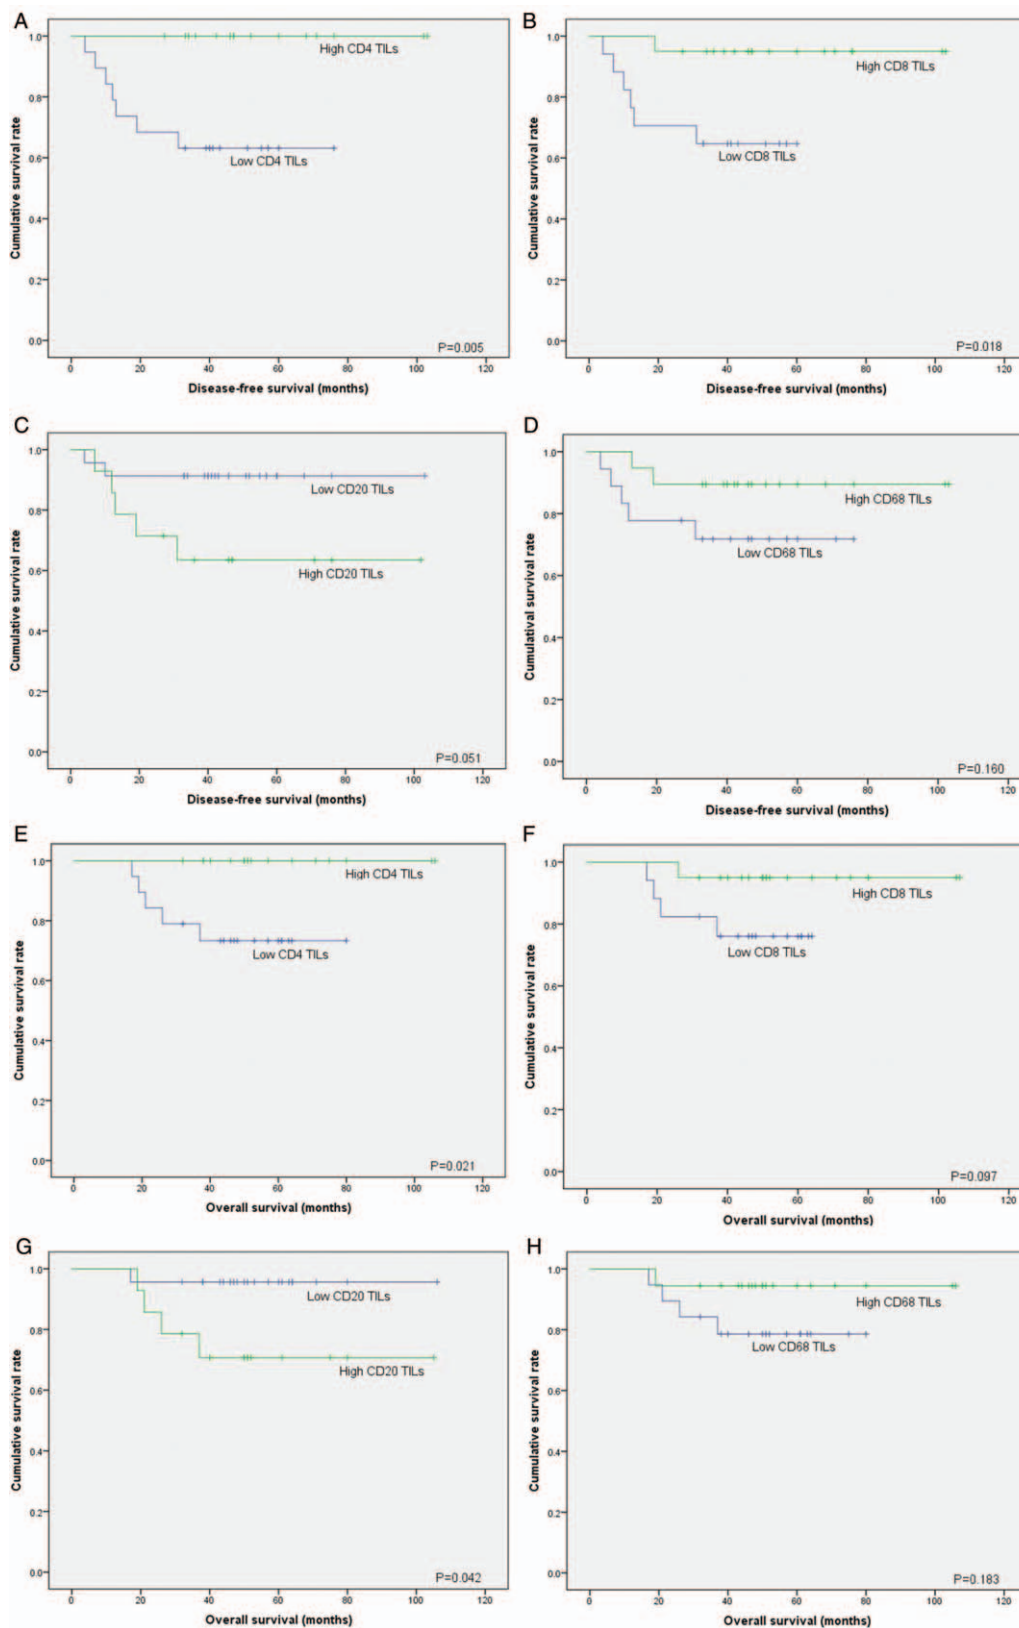 A
Cumulative survival rate
1.0
0.8
0.6
0.4
0.2
0.0
High CD4 TILs
Low CD4 TILs
P=0.005
0 20 40 60 80 100 120
Disease-free survival (months)
B
Cumulative survival rate
1.0
0.8
0.6
0.4
0.2
0.0
High CD8 TILs
Low CD8 TILs
P=0.018
0 20 40 60 80 100 120
Disease-free survival (months)
C
Cumulative survival rate
1.0
0.8
0.6
0.4
0.2
0.0
Low CD20 TILs
High CD20 TILs
P=0.051
0 20 40 60 80 100 120
Disease-free survival (months)
D
Cumulatival survival rate
1.0
0.8
0.6
0.4
0.2
0.0
High CD68 TILs
Low CD68 TILs
P=0.160
0 20 40 60 80 100 120
Disease-free survival (months)
E
Cumulative survival rate
1.0
0.8
0.6
0.4
0.2
0.0
High CD4 TILs
Low CD4 TILs
P=0.021
0 20 40 60 80 100 120
Overall survival (months)
F
Cumulative survival rate
1.0
0.8
0.6
0.4
0.2
0.0
High CD8 TILs
Low CD8 TILs
P=0.097
0 20 40 60 80 100 120
Overall survival (months)
G
Cumulative survival rate
1.0
0.8
0.6
0.4
0.2
0.0
Low CD20 TILs
High CD20 TILs
P=0.042
0 20 40 60 80 100 120
Overall survival (months)
H
Cumulative survival rate
1.0
0.8
0.6
0.4
0.2
0.0
High CD68 TILs
Low CD68 TILs
P=0.183
0 20 40 60 80 100 120
Overall survival (months)